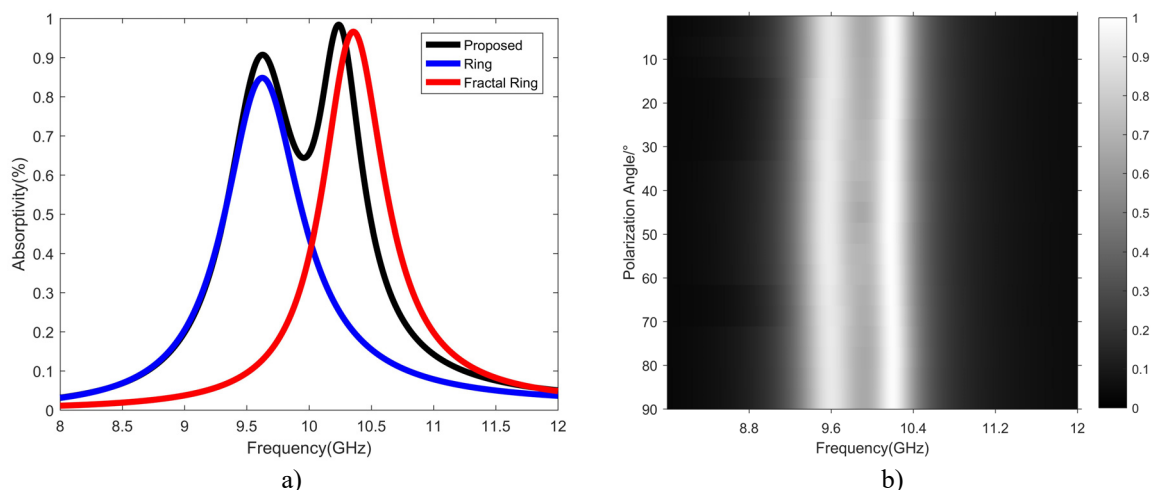 1
0.9
0.8
0.7
0.6
0.5
0.4
0.3
0.2
0.1
0
Absorptivity(%)
Proposed
Ring
Fractal Ring
8 8.5 9 9.5 10 10.5 11 11.5 12
Frequency(GHz)
a)
10
20
30
40
50
60
70
80
90
Polarization Angle/°
8.8 9.6 10.4 11.2 12
Frequency(GHz)
1
0.9
0.8
0.7
0.6
0.5
0.4
0.3
0.2
0.1
0
b)